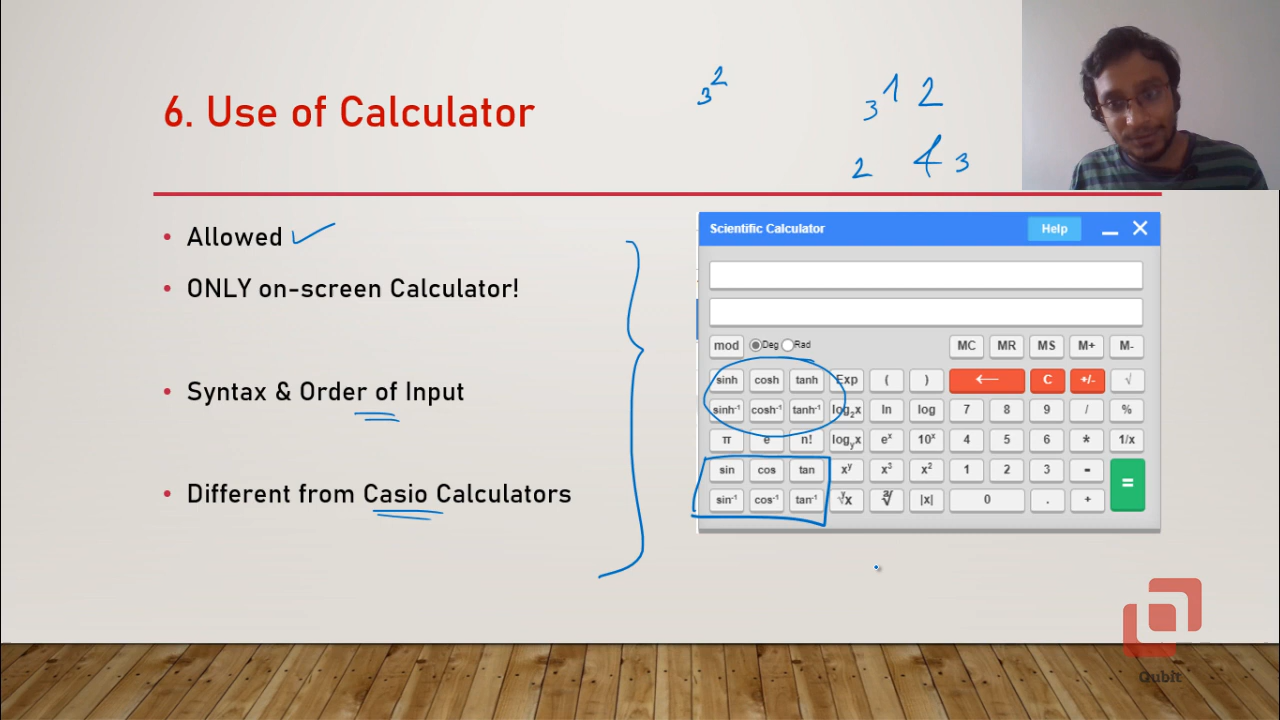 6. Use of Calculator
3²
3 1 2
2 4 3
• Allowed ✓
• ONLY on-screen Calculator!
• Syntax & Order of Input
• Different from Casio Calculators
Scientific Calculator Help
mod Deg Rad MC MR MS M+ M-
sinh cosh tanh Exp ( ) ← C +/- √
sinh⁻¹ cosh⁻¹ tanh⁻¹ log₂x ln log 7 8 9 / %
π e n! logᵧx eˣ 10ˣ 4 5 6 * 1/x
sin cos tan xʸ x³ x² 1 2 3 - =
sin⁻¹ cos⁻¹ tan⁻¹ ʸ√x ³√ |x| 0 . +
Qubit